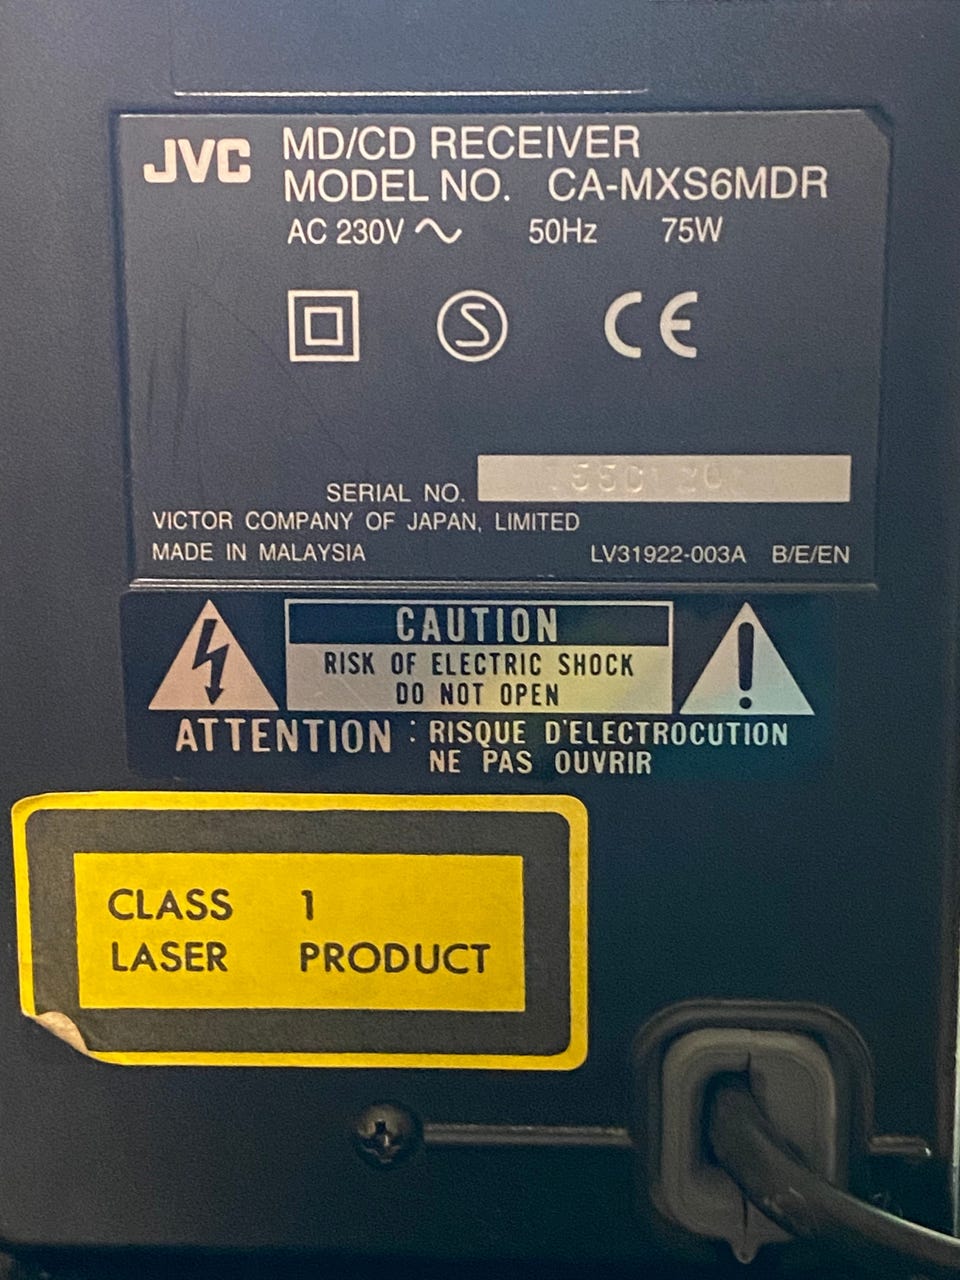 JVC MD/CD RECEIVER
MODEL NO. CA-MXS6MDR
AC 230V 50Hz 75W
S
CE
SERIAL NO.
VICTOR COMPANY OF JAPAN, LIMITED
MADE IN MALAYSIA LV31922-003A B/E/EN
CAUTION
RISK OF ELECTRIC SHOCK
DO NOT OPEN
ATTENTION : RISQUE D'ELECTROCUTION
NE PAS OUVRIR
CLASS 1
LASER PRODUCT